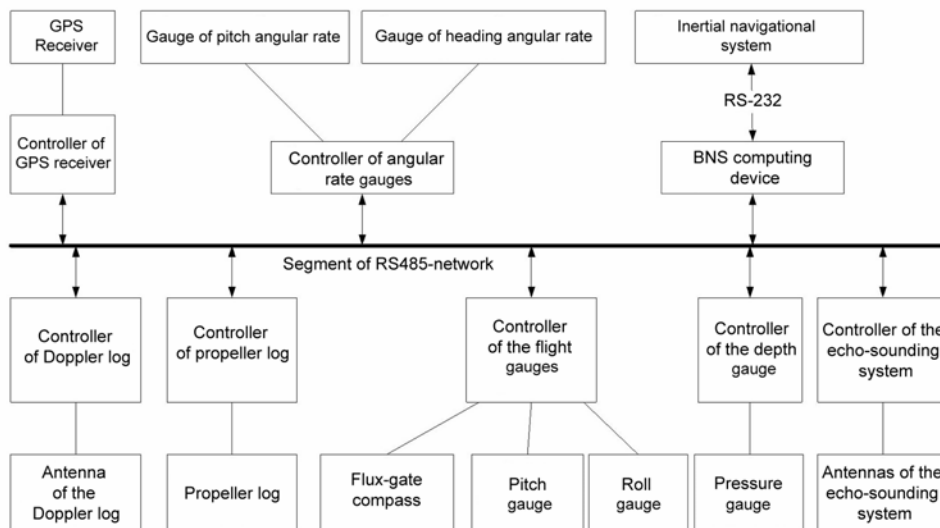 GPS
Receiver
Gauge of pitch angular rate
Gauge of heading angular rate
Inertial navigational
system
RS-232
Controller of
GPS receiver
Controller of angular
rate gauges
BNS computing
device
Segment of RS485-network
Controller
of Doppler log
Controller
of propeller log
Controller
of the flight
gauges
Controller
of the depth
gauge
Controller of the
echo-sounding
system
Antenna
of the
Doppler log
Propeller log
Flux-gate
compass
Pitch
gauge
Roll
gauge
Pressure
gauge
Antennas of the
echo-sounding
system